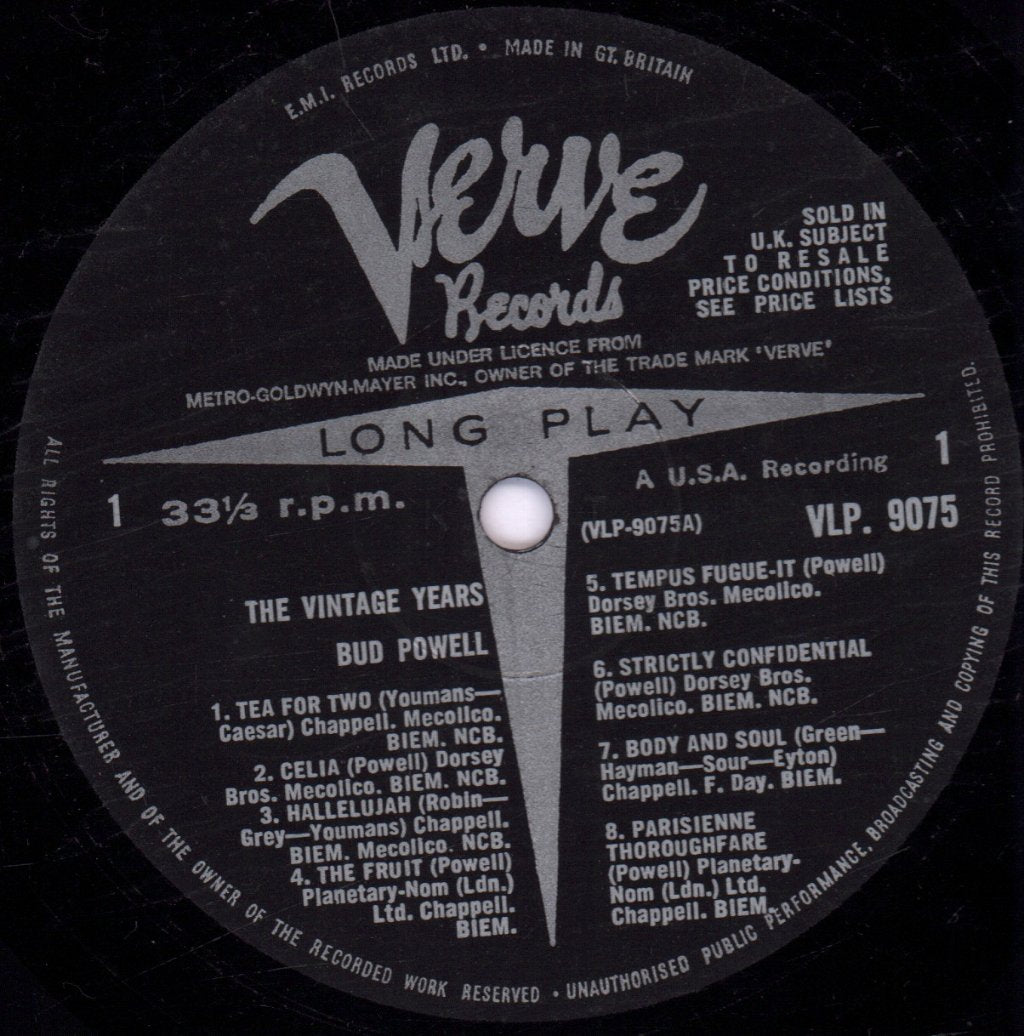 E.M.I. RECORDS LTD. • MADE IN GT. BRITAIN
Verve
Records
SOLD IN
U.K. SUBJECT
TO RESALE
PRICE CONDITIONS,
SEE PRICE LISTS
MADE UNDER LICENCE FROM
METRO-GOLDWYN-MAYER INC., OWNER OF THE TRADE MARK "VERVE"
LONG PLAY
1 33⅓ r.p.m.
A U.S.A. Recording 1
(VLP-9075A) VLP. 9075
THE VINTAGE YEARS
BUD POWELL
1. TEA FOR TWO (Youmans—
Caesar) Chappell. Mecolico.
BIEM. NCB.
2. CELIA (Powell) Dorsey
Bros. Mecolico. BIEM. NCB.
3. HALLELUJAH (Robin—
Grey—Youmans) Chappell.
BIEM. Mecolico. NCB.
4. THE FRUIT (Powell)
Planetary-Nom (Ldn.)
Ltd. Chappell.
BIEM.
5. TEMPUS FUGUE-IT (Powell)
Dorsey Bros. Mecolico.
BIEM. NCB.
6. STRICTLY CONFIDENTIAL
(Powell) Dorsey Bros.
Mecolico. BIEM. NCB.
7. BODY AND SOUL (Green—
Hayman—Sour—Eyton)
Chappell. F. Day. BIEM.
8. PARISIENNE
THOROUGHFARE
(Powell) Planetary-
Nom (Ldn.) Ltd.
Chappell. BIEM.
ALL RIGHTS OF THE MANUFACTURER AND OF THE OWNER OF THE RECORDED WORK RESERVED • UNAUTHORISED PUBLIC PERFORMANCE, BROADCASTING AND COPYING OF THIS RECORD PROHIBITED.